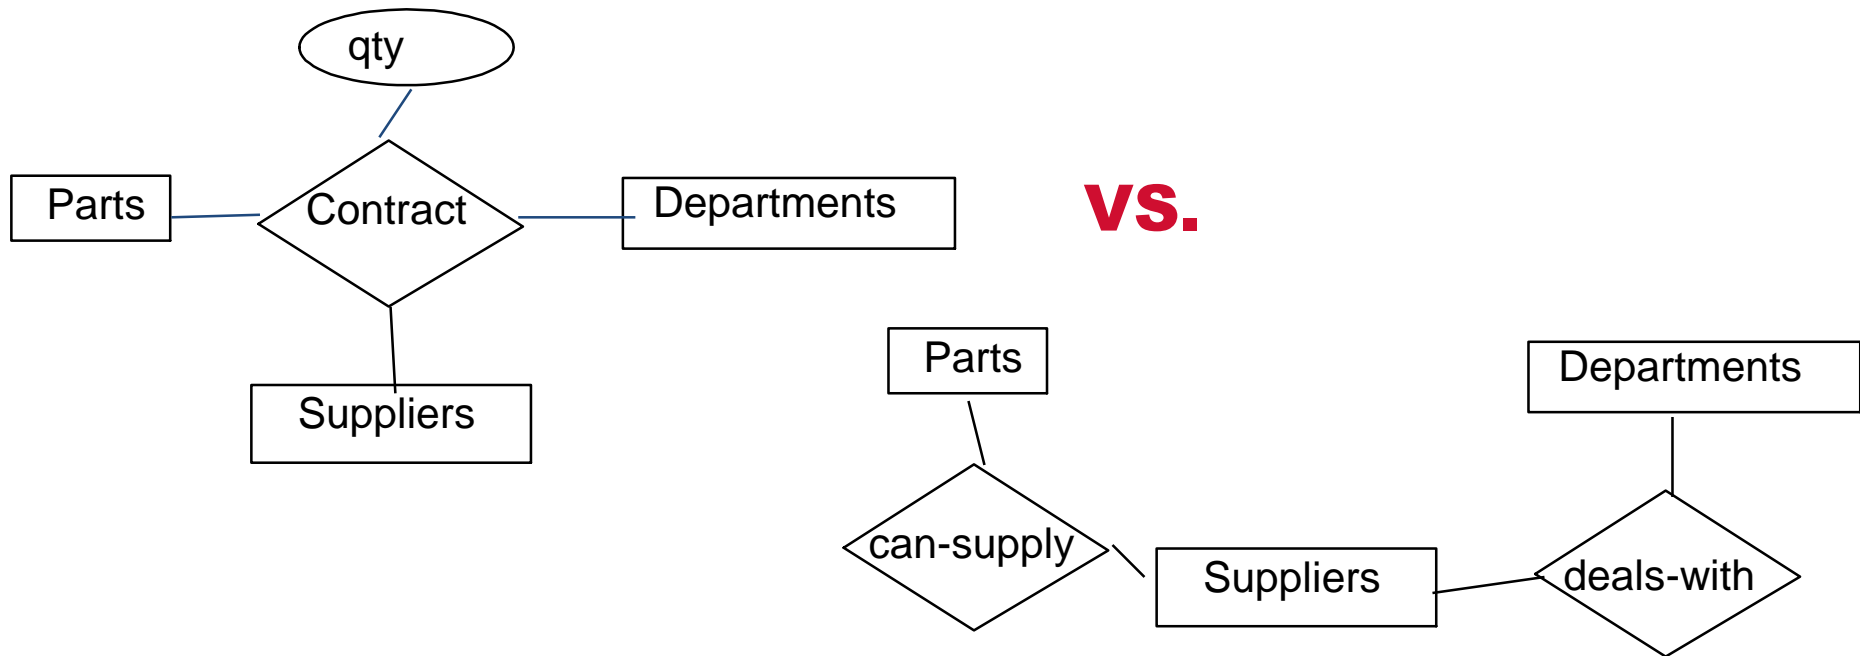 qty
Parts
Contract
Departments
vs.
Suppliers
Parts
Departments
can-supply
Suppliers
deals-with